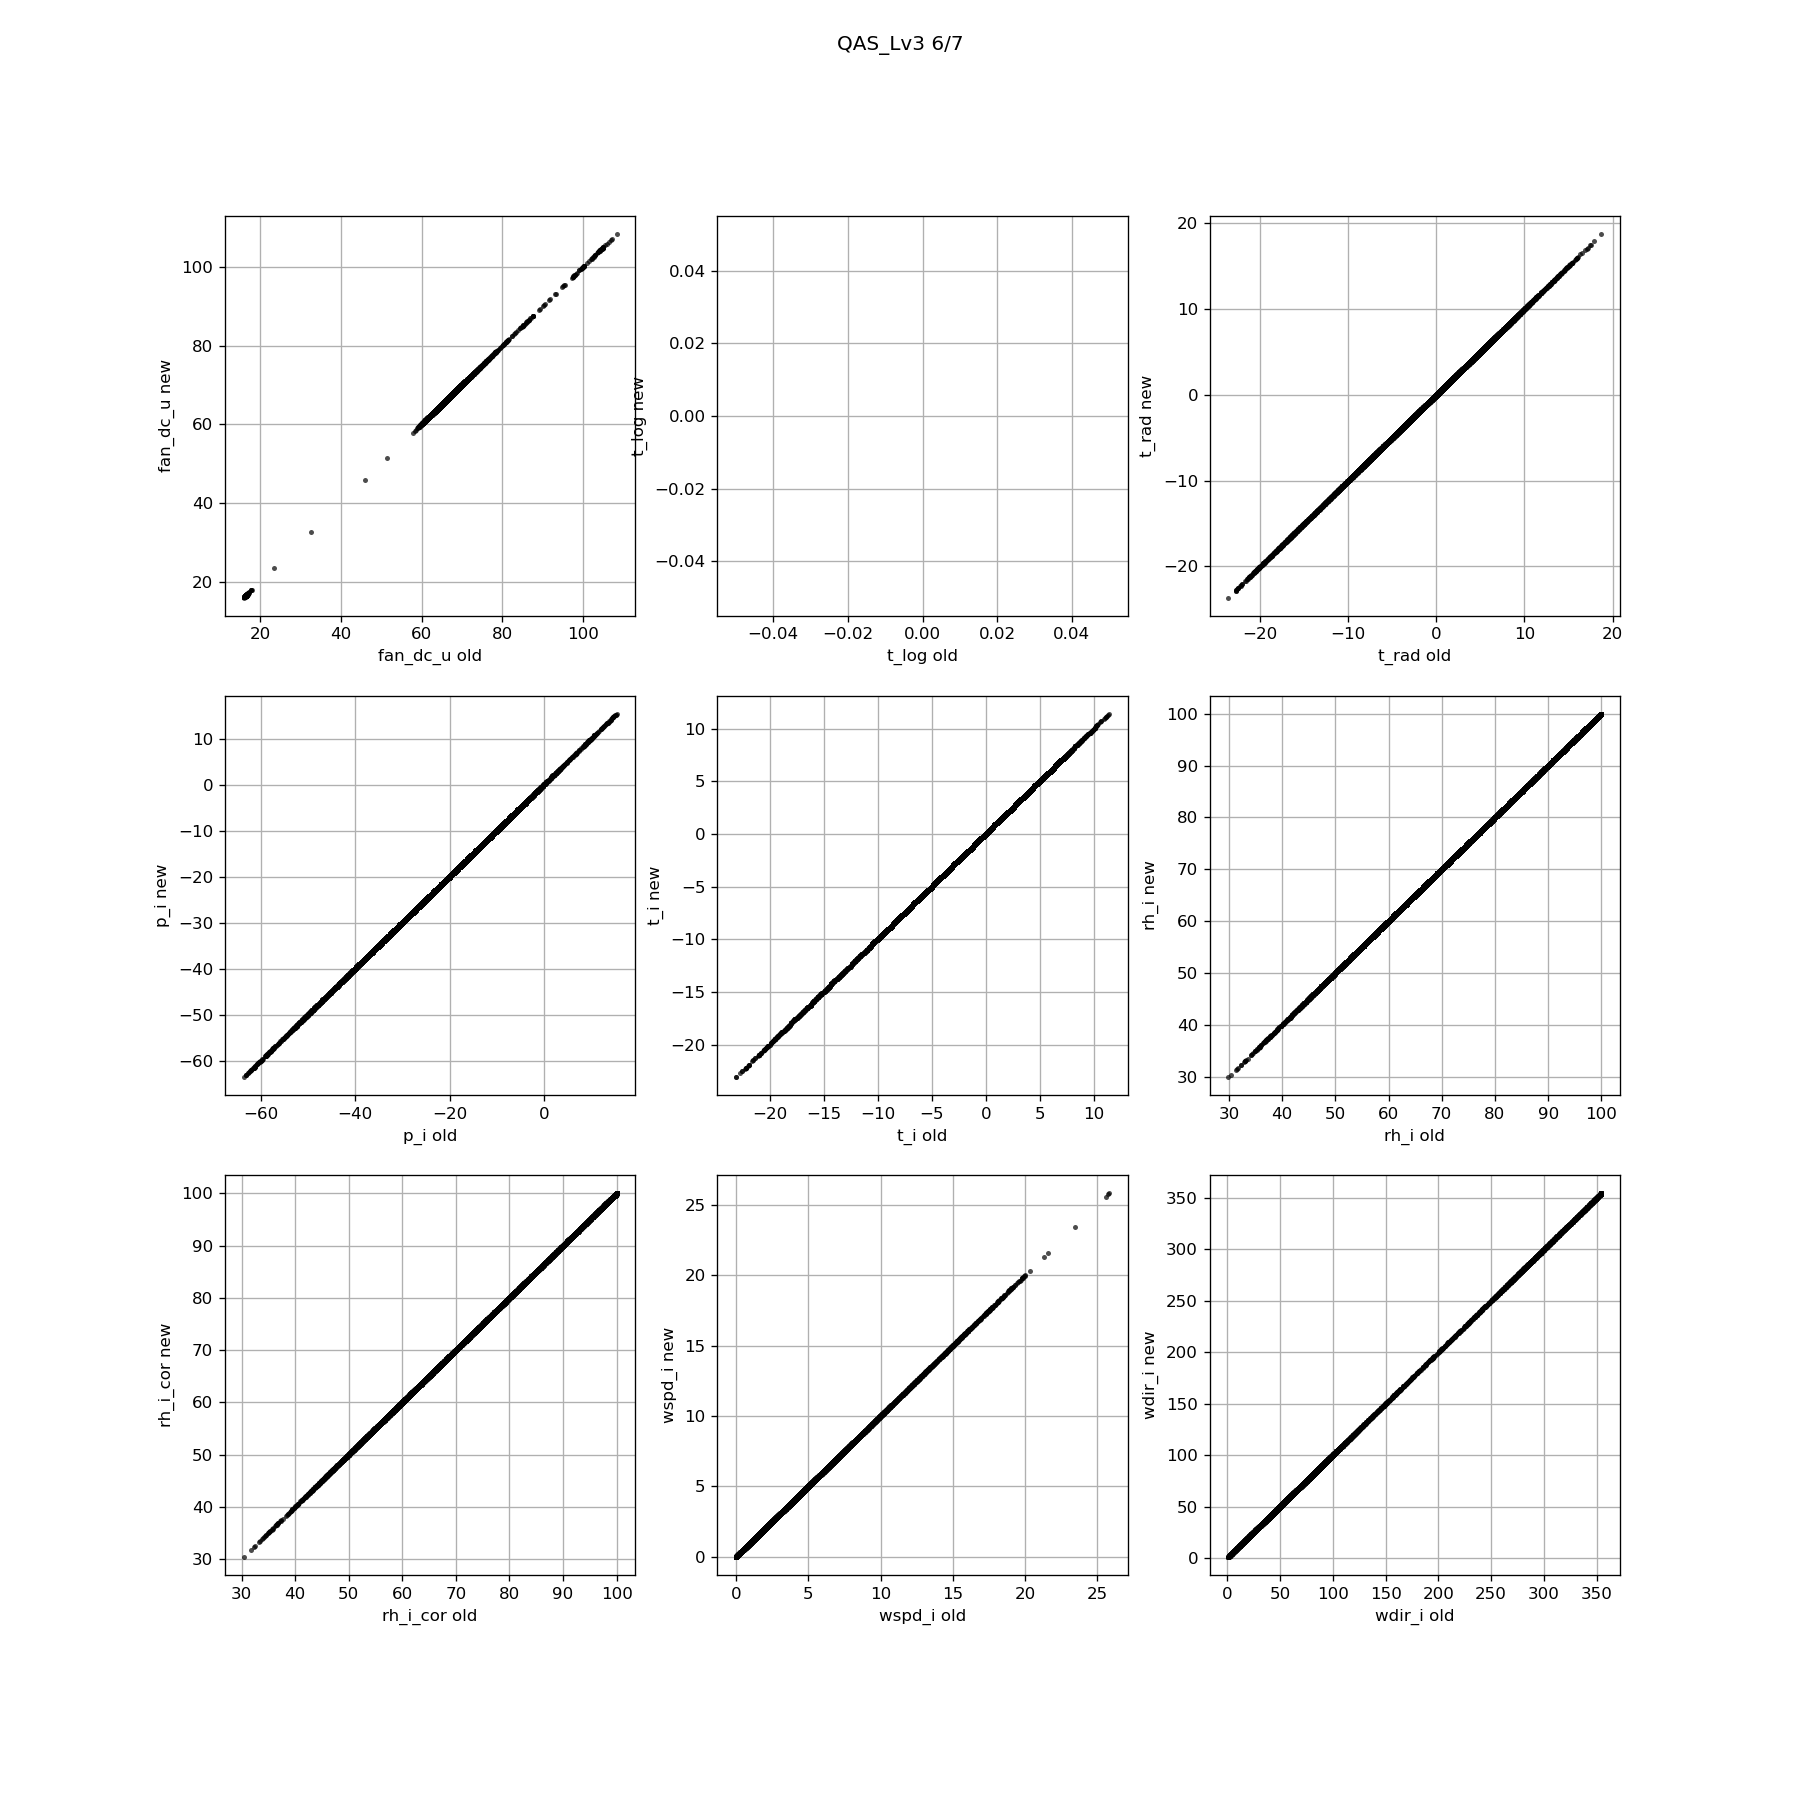 QAS_Lv3 6/7
fan_dc_u new
100
80
60
40
20
20 40 60 80 100
fan_dc_u old
t_log new
0.04
0.02
0.00
−0.02
−0.04
−0.04 −0.02 0.00 0.02 0.04
t_log old
t_rad new
20
10
0
−10
−20
−20 −10 0 10 20
t_rad old
p_i new
10
0
−10
−20
−30
−40
−50
−60
−60 −40 −20 0
p_i old
t_i new
10
5
0
−5
−10
−15
−20
−20 −15 −10 −5 0 5 10
t_i old
rh_i new
100
90
80
70
60
50
40
30
30 40 50 60 70 80 90 100
rh_i old
rh_i_cor new
100
90
80
70
60
50
40
30
30 40 50 60 70 80 90 100
rh_i_cor old
wspd_i new
25
20
15
10
5
0
0 5 10 15 20 25
wspd_i old
wdir_i new
350
300
250
200
150
100
50
0
0 50 100 150 200 250 300 350
wdir_i old